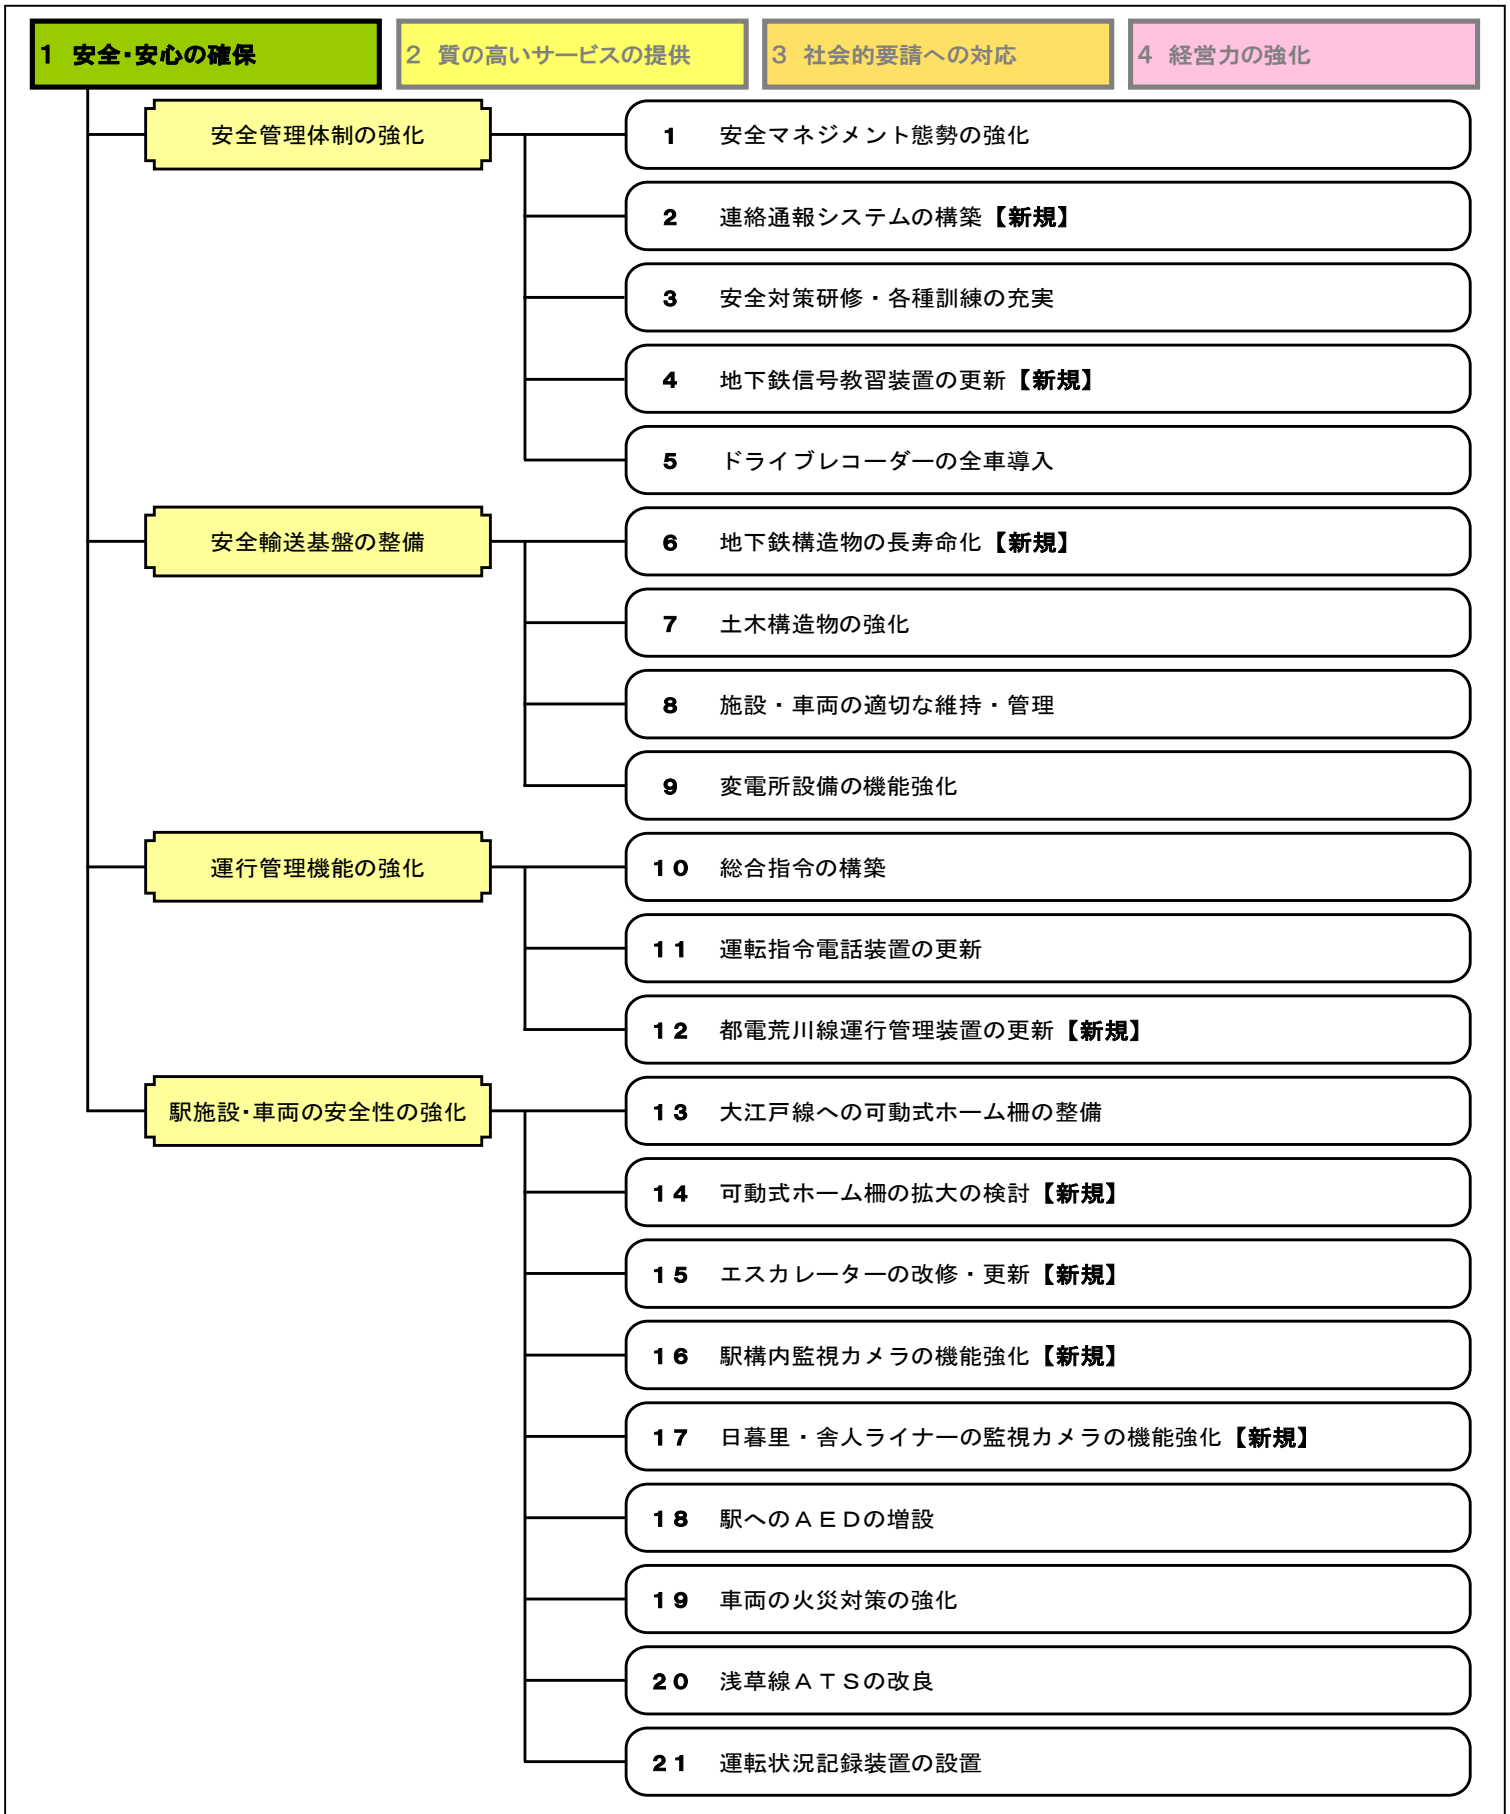 1 安全・安心の確保
2 質の高いサービスの提供
3 社会的要請への対応
4 経営力の強化
安全管理体制の強化
1 安全マネジメント態勢の強化
2 連絡通報システムの構築【新規】
3 安全対策研修・各種訓練の充実
4 地下鉄信号教習装置の更新【新規】
5 ドライブレコーダーの全車導入
安全輸送基盤の整備
6 地下鉄構造物の長寿命化【新規】
7 土木構造物の強化
8 施設・車両の適切な維持・管理
9 変電所設備の機能強化
運行管理機能の強化
10 総合指令の構築
11 運転指令電話装置の更新
12 都電荒川線運行管理装置の更新【新規】
駅施設・車両の安全性の強化
13 大江戸線への可動式ホーム柵の整備
14 可動式ホーム柵の拡大の検討【新規】
15 エスカレーターの改修・更新【新規】
16 駅構内監視カメラの機能強化【新規】
17 日暮里・舎人ライナーの監視カメラの機能強化【新規】
18 駅へのＡＥＤの増設
19 車両の火災対策の強化
20 浅草線ＡＴＳの改良
21 運転状況記録装置の設置